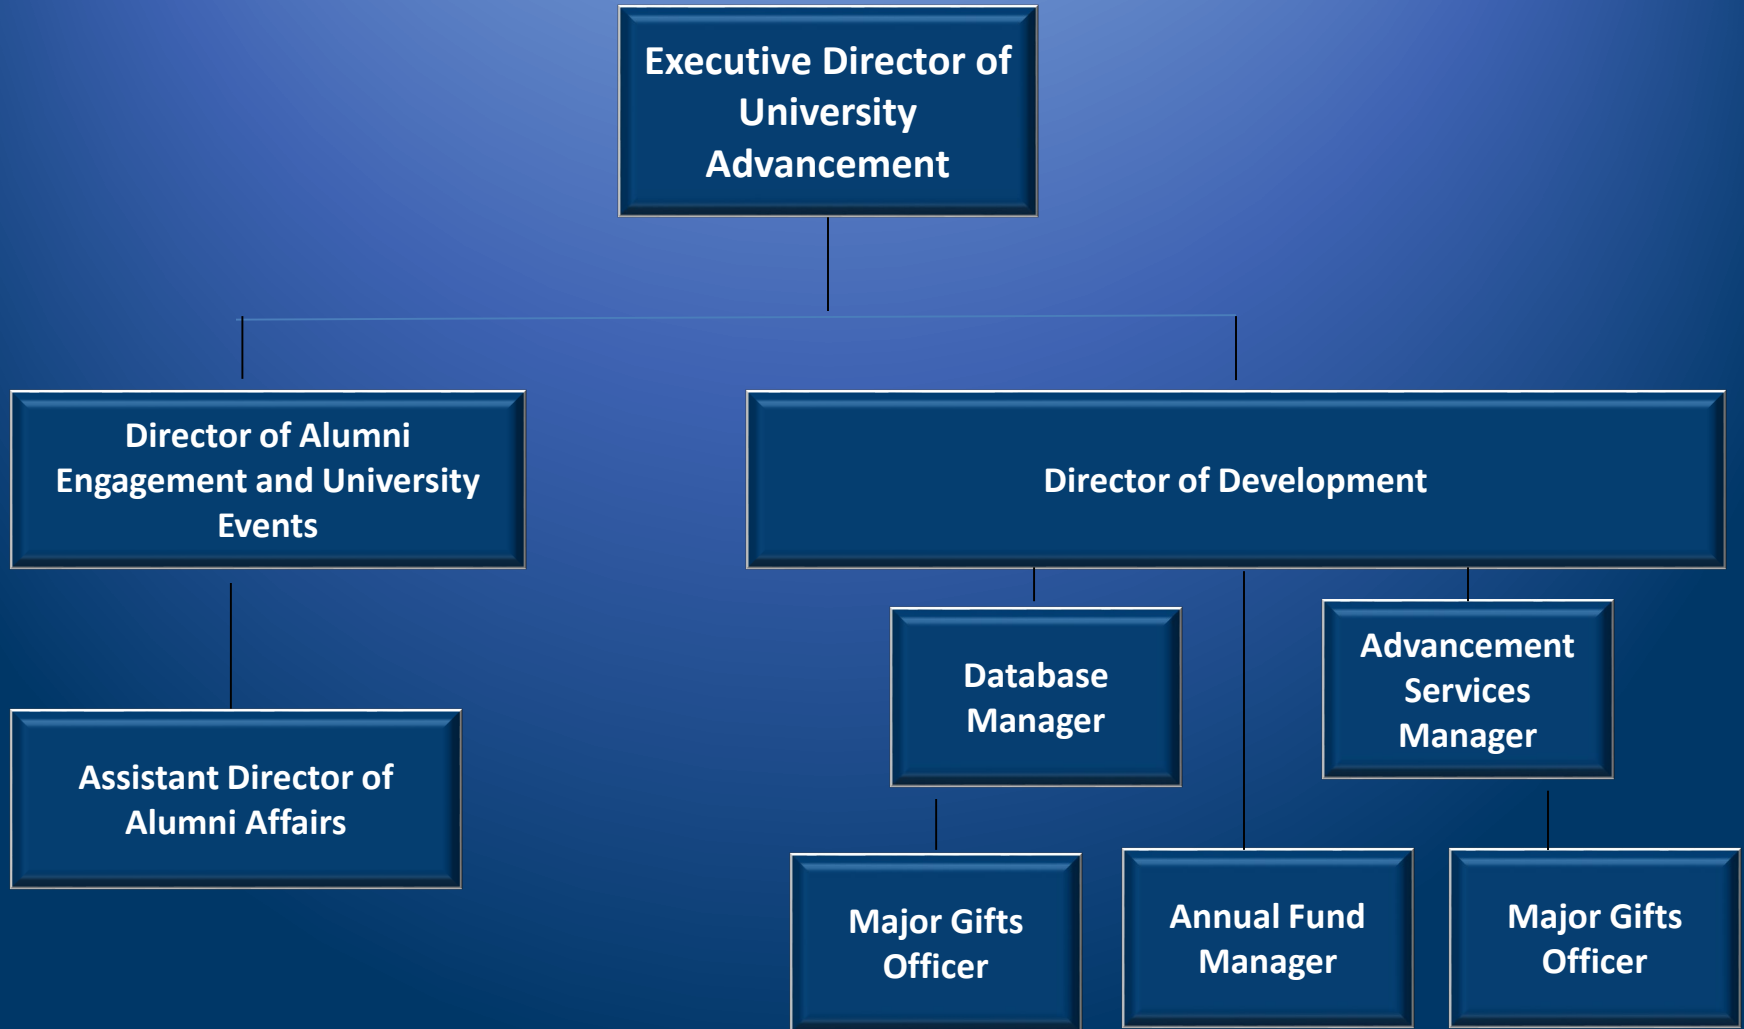 Executive Director of
University
Advancement
Director of Alumni
Engagement and University
Events
Director of Development
Database
Manager
Advancement
Services
Manager
Assistant Director of
Alumni Affairs
Major Gifts
Officer
Annual Fund
Manager
Major Gifts
Officer